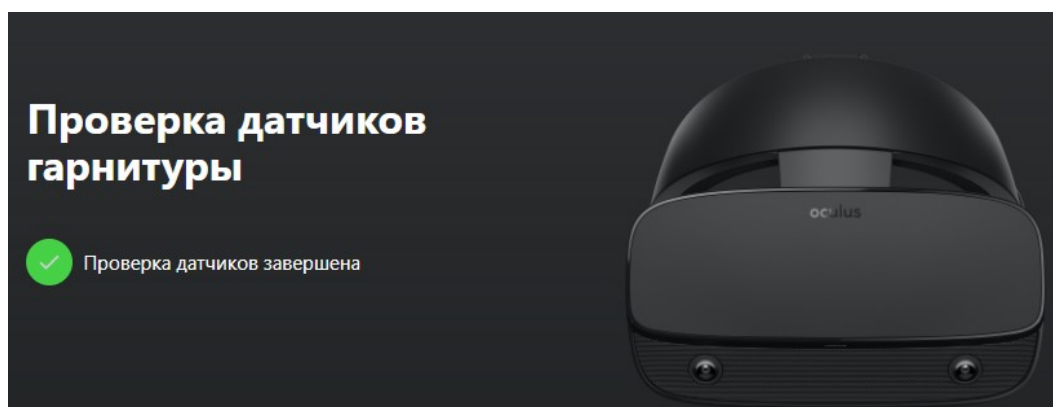 Проверка датчиков
гарнитуры
oculus
Проверка датчиков завершена